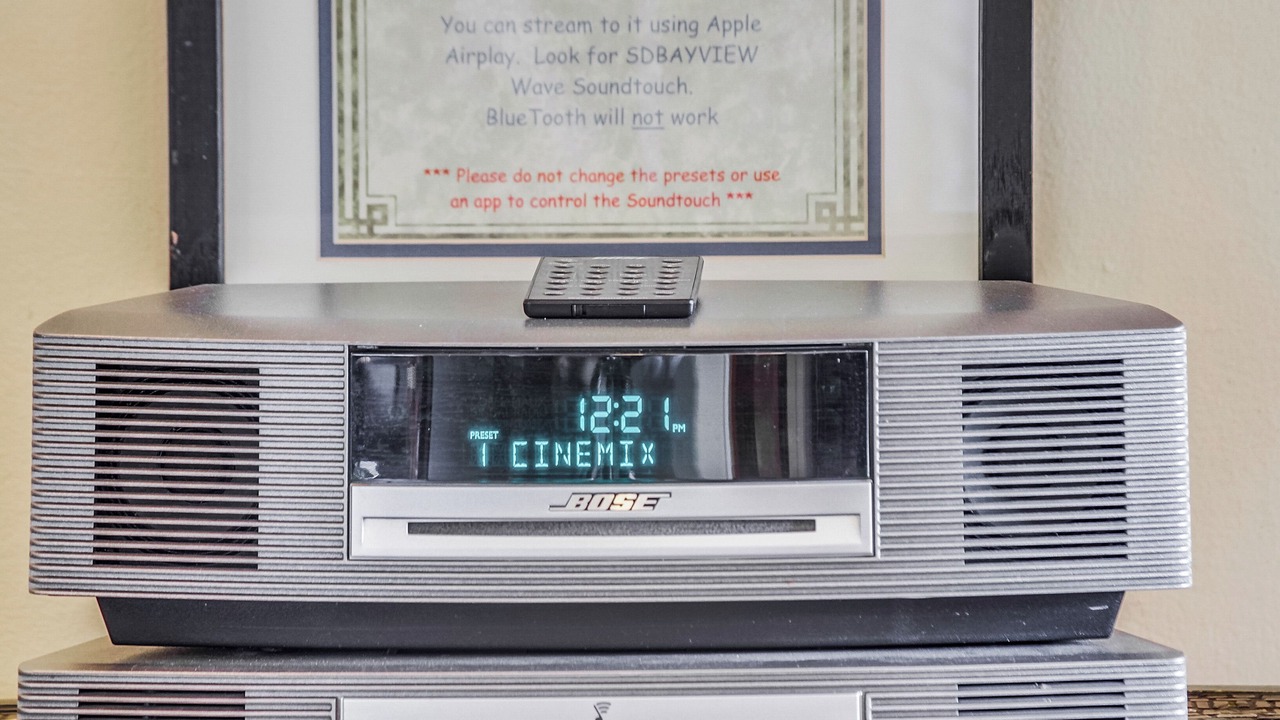 You can stream to it using Apple
Airplay. Look for SDBAYVIEW
Wave Soundtouch.
BlueTooth will not work
*** Please do not change the presets or use
an app to control the Soundtouch ***
12:21 PM
PRESET
1 CINEMIX
BOSE